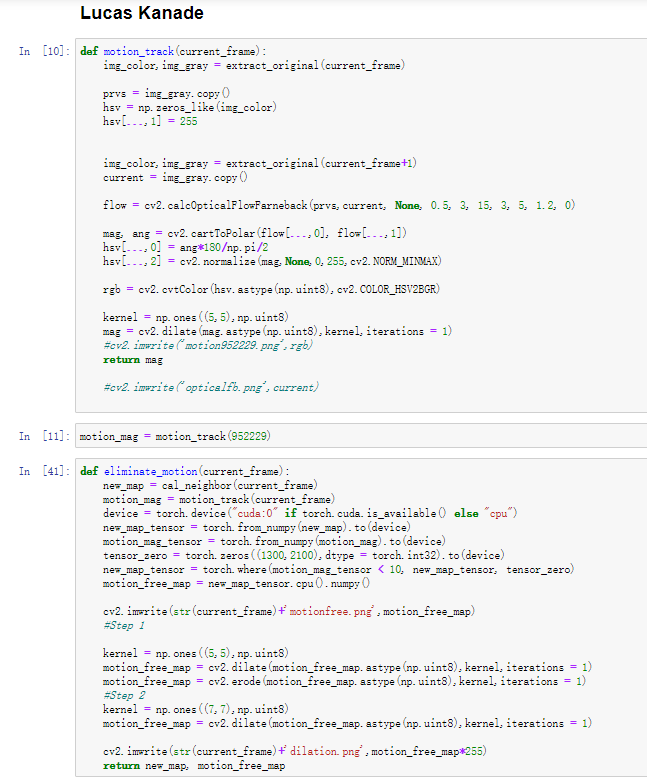 Lucas Kanade
In [10]: def motion_track(current_frame):
img_color, img_gray = extract_original(current_frame)
prvs = img_gray.copy()
hsv = np.zeros_like(img_color)
hsv[...,1] = 255
img_color, img_gray = extract_original(current_frame+1)
current = img_gray.copy()
flow = cv2.calcOpticalFlowFarneback(prvs,current, None, 0.5, 3, 15, 3, 5, 1.2, 0)
mag, ang = cv2.cartToPolar(flow[...,0], flow[...,1])
hsv[...,0] = ang*180/np.pi/2
hsv[...,2] = cv2.normalize(mag,None,0,255,cv2.NORM_MINMAX)
rgb = cv2.cvtColor(hsv.astype(np.uint8),cv2.COLOR_HSV2BGR)
kernel = np.ones((5,5),np.uint8)
mag = cv2.dilate(mag.astype(np.uint8),kernel,iterations = 1)
#cv2.imwrite('motion952229.png',rgb)
return mag
#cv2.imwrite('opticalfb.png',current)
In [11]: motion_mag = motion_track(952229)
In [41]: def eliminate_motion(current_frame):
new_map = cal_neighbor(current_frame)
motion_mag = motion_track(current_frame)
device = torch.device("cuda:0" if torch.cuda.is_available() else "cpu")
new_map_tensor = torch.from_numpy(new_map).to(device)
motion_mag_tensor = torch.from_numpy(motion_mag).to(device)
tensor_zero = torch.zeros((1300,2100),dtype = torch.int32).to(device)
new_map_tensor = torch.where(motion_mag_tensor < 10, new_map_tensor, tensor_zero)
motion_free_map = new_map_tensor.cpu().numpy()
cv2.imwrite(str(current_frame)+'motionfree.png',motion_free_map)
#Step 1
kernel = np.ones((5,5),np.uint8)
motion_free_map = cv2.dilate(motion_free_map.astype(np.uint8),kernel,iterations = 1)
motion_free_map = cv2.erode(motion_free_map.astype(np.uint8),kernel,iterations = 1)
#Step 2
kernel = np.ones((7,7),np.uint8)
motion_free_map = cv2.dilate(motion_free_map.astype(np.uint8),kernel,iterations = 1)
cv2.imwrite(str(current_frame)+'dilation.png',motion_free_map*255)
return new_map, motion_free_map